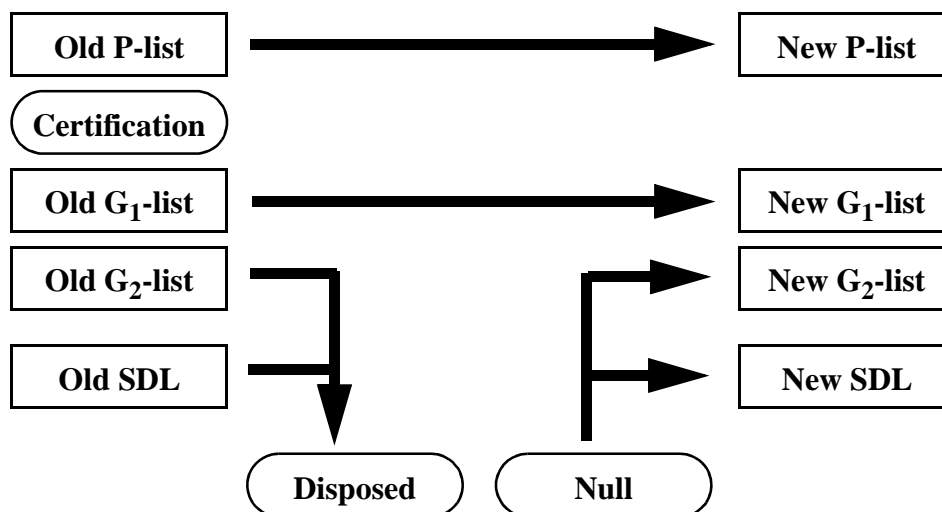 Old P-list New P-list
Certification
Old G1-list New G1-list
Old G2-list New G2-list
Old SDL New SDL
Disposed Null